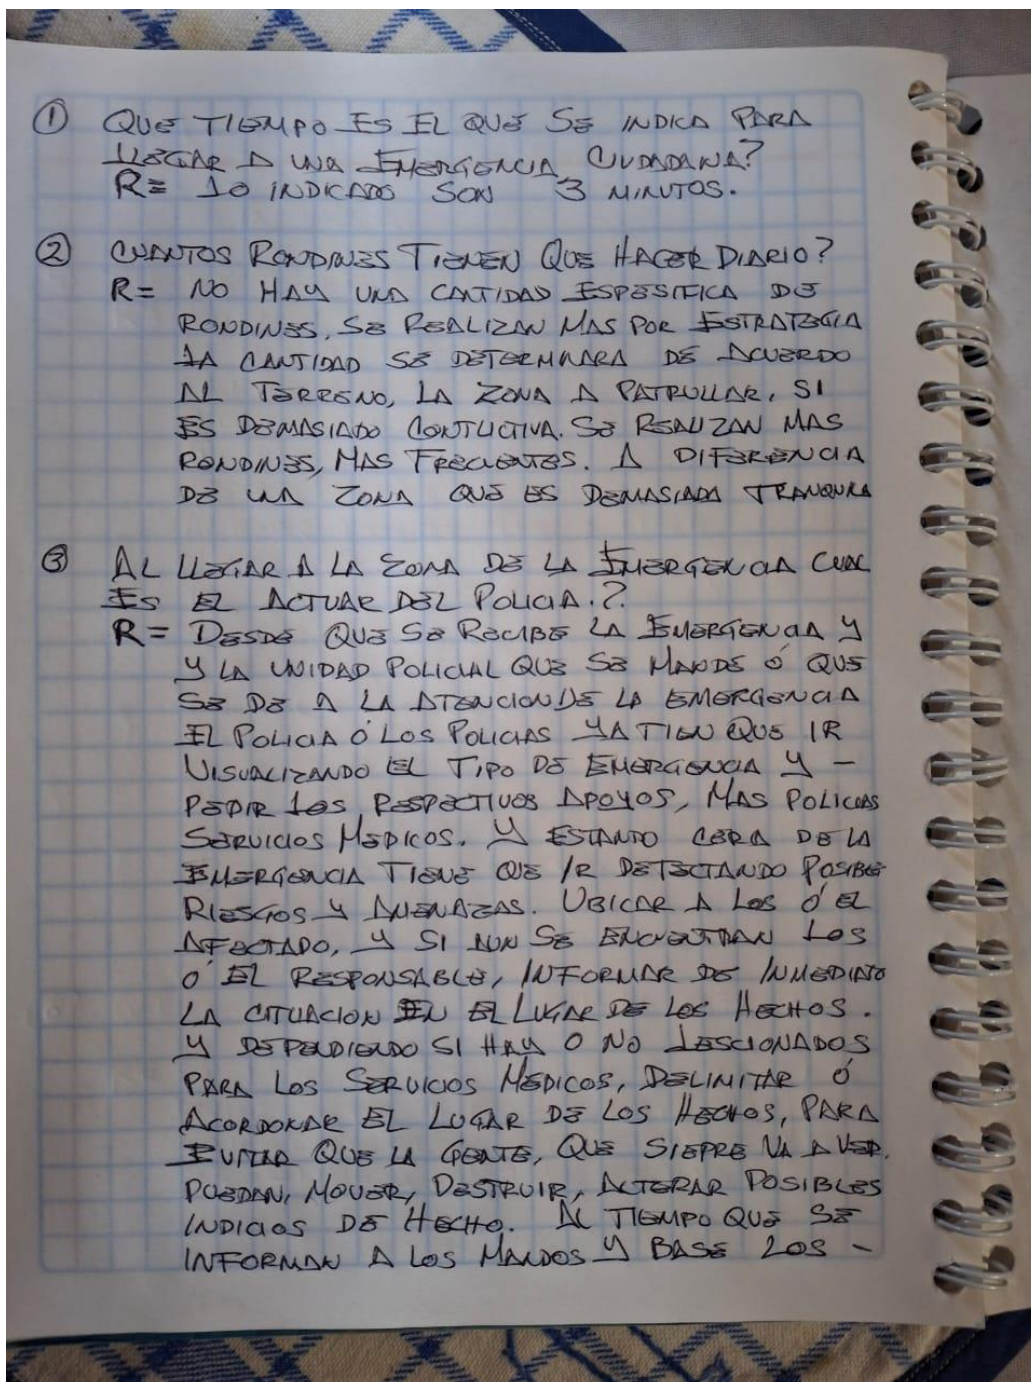 ① QUE TIEMPO ES EL QUE SE INDICA PARA
LLEGAR A UNA EMERGENCIA CIUDADANA?
R= LO INDICADO SON 3 MINUTOS.
② CUANTOS RONDINES TIENEN QUE HACER DIARIO?
R= NO HAY UNA CANTIDAD ESPESIFICA DE
RONDINES, SE REALIZAN MAS POR ESTRATEGIA
LA CANTIDAD SE DETERMINARA DE ACUERDO
AL TERRENO, LA ZONA A PATRULLAR, SI
ES DEMASIADO CONFLICTIVA. SE REALIZAN MAS
RONDINES, MAS FRECUENTES. A DIFERENCIA
DE UNA ZONA QUE ES DEMASIADA TRANQUILA
③ AL LLEGAR A LA ZONA DE LA EMERGENCIA CUAL
ES EL ACTUAR DEL POLICIA.?
R= DESDE QUE SE RECIBE LA EMERGENCIA Y
Y LA UNIDAD POLICIAL QUE SE MANDE Ó QUE
SE DE A LA ATENCION DE LA EMERGENCIA
EL POLICIA Ó LOS POLICIAS YA TIEN QUE IR
VISUALIZANDO EL TIPO DE EMERGENCIA Y -
PEDIR LOS RESPECTIVOS APOYOS, MAS POLICIAS
SERVICIOS MEDICOS. Y ESTANDO CERA DE LA
EMERGENCIA TIENE QUE IR DETECTANDO POSIBE
RIESGOS Y AMENAZAS. UBICAR A LOS Ó EL
AFECTADO, Y SI AUN SE ENCUENTRAN LOS
Ó EL RESPONSABLE, INFORMAR DE INMEDIATO
LA CITUACION EN EL LUGAR DE LOS HECHOS.
Y DEPENDIENDO SI HAY O NO LESCIONADOS
PARA LOS SERVICIOS MEDICOS, DELIMITAR Ó
ACORDONAR EL LUGAR DE LOS HECHOS, PARA
EVITAR QUE LA GENTE, QUE SIEPRE VA A VER,
PUEDAN, MOVER, DESTRUIR, ALTERAR POSIBLES
INDICIOS DE HECHO. AL TIEMPO QUE SE
INFORMAN A LOS MANDOS Y BASE LOS -